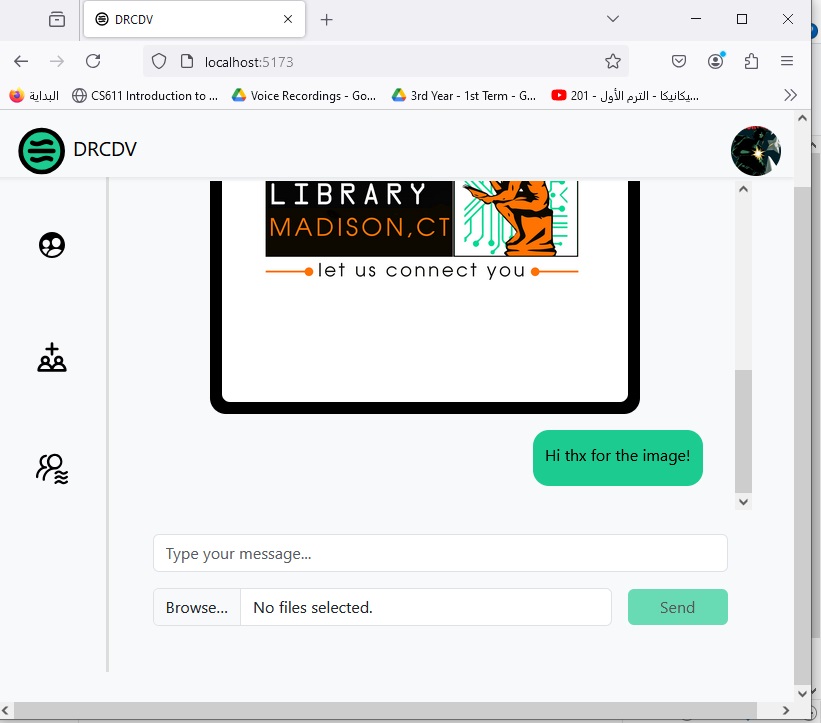 DRCDV
localhost:5173
البداية
CS611 Introduction to ...
Voice Recordings - Go...
3rd Year - 1st Term - G...
201 - يكانيكا - الترم الأول...
DRCDV
LIBRARY
MADISON,CT
let us connect you
Hi thx for the image!
Type your message...
Browse...
No files selected.
Send